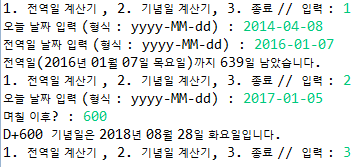 1. 전역일 계산기 , 2. 기념일 계산기, 3. 종료 // 입력 : 1
오늘 날짜 입력 (형식 : yyyy-MM-dd) : 2014-04-08
전역일 날짜 입력 (형식 : yyyy-MM-dd) : 2016-01-07
전역일(2016년 01월 07일 목요일)까지 639일 남았습니다.
1. 전역일 계산기 , 2. 기념일 계산기, 3. 종료 // 입력 : 2
오늘 날짜 입력 (형식 : yyyy-MM-dd) : 2017-01-05
며칠 이후? : 600
D+600 기념일은 2018년 08월 28일 화요일입니다.
1. 전역일 계산기 , 2. 기념일 계산기, 3. 종료 // 입력 : 3